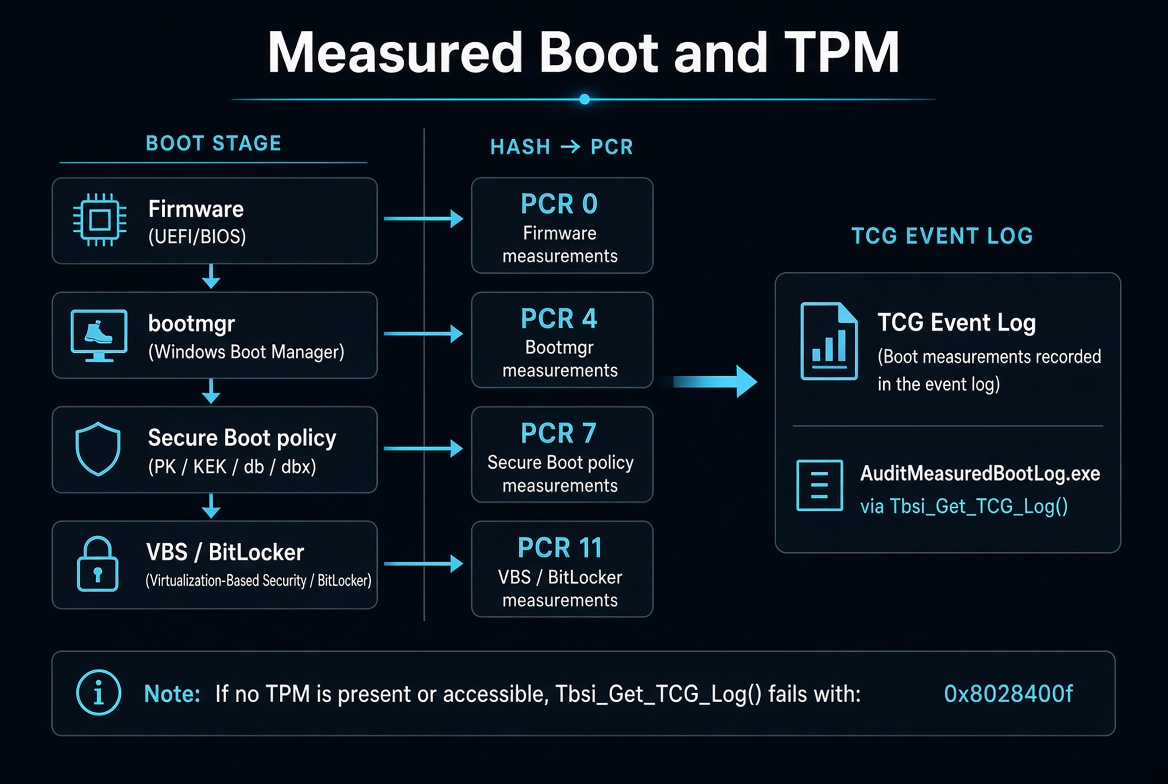 Measured Boot and TPM
BOOT STAGE
HASH → PCR
Firmware
(UEFI/BIOS)
PCR 0
Firmware
measurements
bootmgr
(Windows Boot Manager)
PCR 4
Bootmgr
measurements
Secure Boot policy
(PK / KEK / db / dbx)
PCR 7
Secure Boot policy
measurements
VBS / BitLocker
(Virtualization-Based Security / BitLocker)
PCR 11
VBS / BitLocker
measurements
TCG EVENT LOG
TCG Event Log
(Boot measurements recorded
in the event log)
AuditMeasuredBootLog.exe
via Tbsi_Get_TCG_Log()
Note: If no TPM is present or accessible, Tbsi_Get_TCG_Log() fails with: 0x8028400f